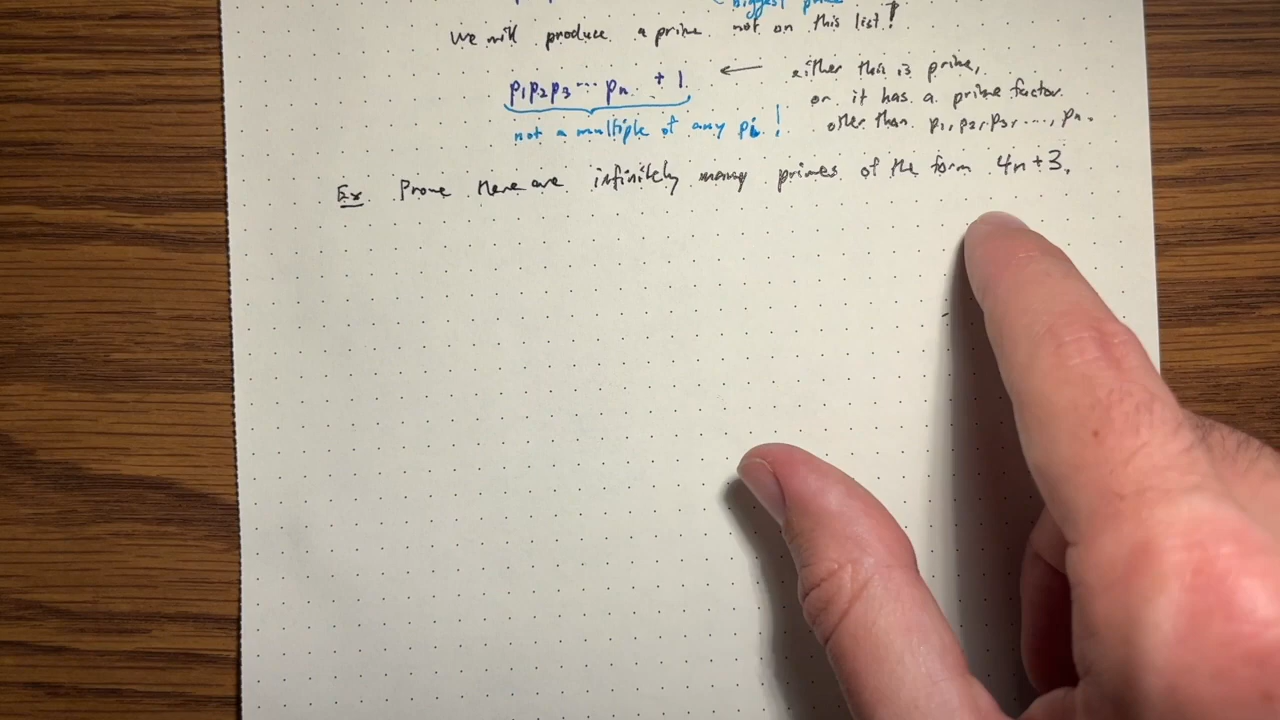 biggest prime
We will produce a prime not on this list!
p₁p₂p₃⋯pₙ + 1 ← either this is prime,
or it has a prime factor
not a multiple of any pᵢ! other than p₁,p₂,p₃,...,pₙ.
Ex Prove there are infinitely many primes of the form 4n+3.